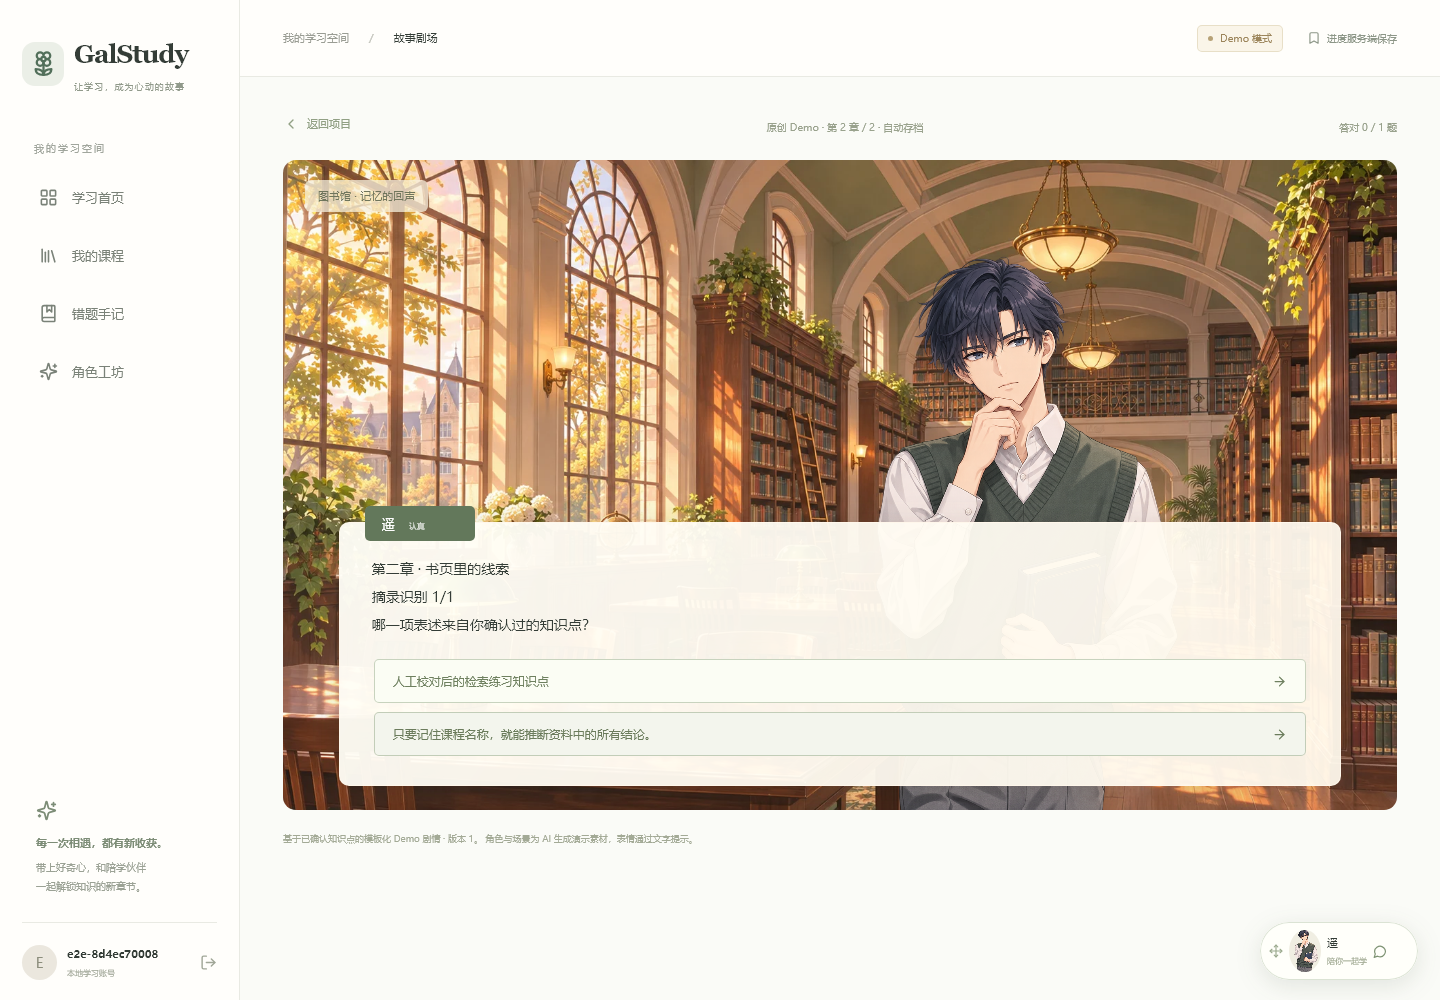 GalStudy
让学习，成为心动的故事
我的学习空间
学习首页
我的课程
错题手记
角色工坊
每一次相遇，都有新收获。
带上好奇心，和陪学伙伴
一起解锁知识的新章节。
E
e2e-8d4ec70008
本地学习账号
我的学习空间 / 故事剧场
Demo 模式
进度服务端保存
返回项目
原创 Demo · 第 2 章 / 2 · 自动存档
答对 0 / 1 题
图书馆 · 记忆的回声
遥 认真
第二章 · 书页里的线索
摘录识别 1/1
哪一项表述来自你确认过的知识点？
人工校对后的检索练习知识点
只要记住课程名称，就能推断资料中的所有结论。
基于已确认知识点的模板化 Demo 剧情 · 版本 1。 角色与场景为 AI 生成演示素材，表情通过文字提示。
遥
陪你一起学